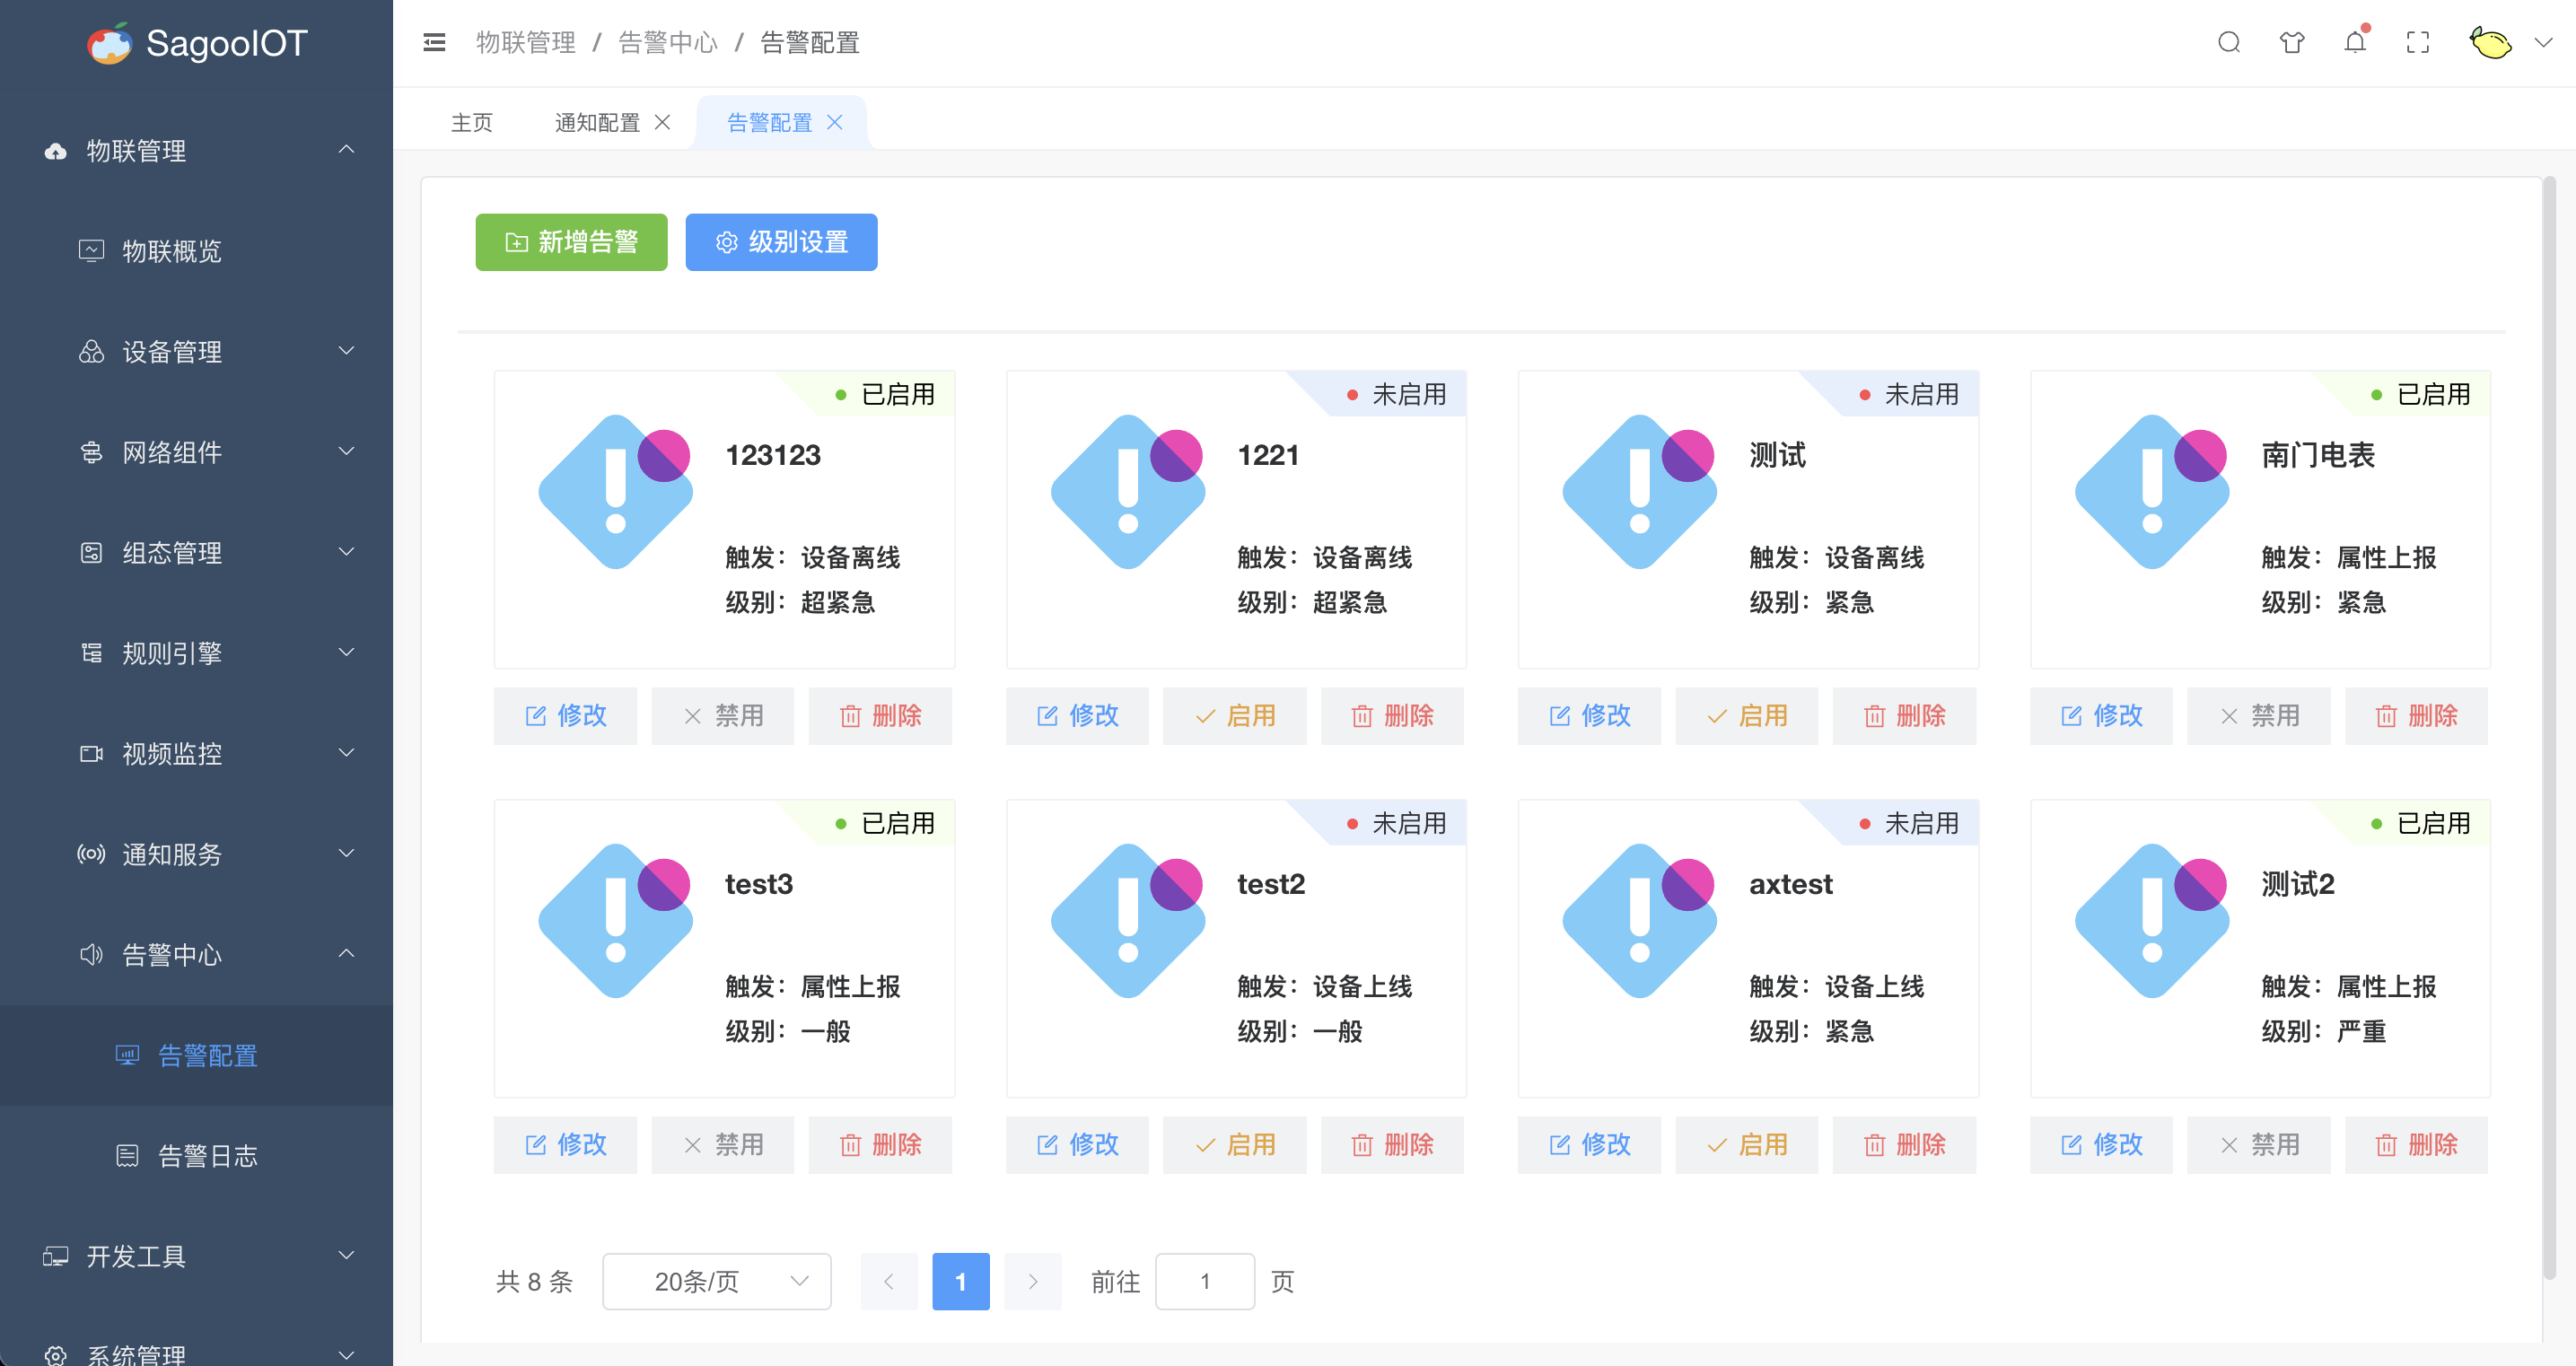 SagooIOT
物联管理
物联概览
设备管理
网络组件
组态管理
规则引擎
视频监控
通知服务
告警中心
告警配置
告警日志
开发工具
系统管理
物联管理 / 告警中心 / 告警配置
主页 通知配置 告警配置
新增告警 级别设置
已启用
123123
触发：设备离线
级别：超紧急
修改 禁用 删除
未启用
1221
触发：设备离线
级别：超紧急
修改 启用 删除
未启用
测试
触发：设备离线
级别：紧急
修改 启用 删除
已启用
南门电表
触发：属性上报
级别：紧急
修改 禁用 删除
已启用
test3
触发：属性上报
级别：一般
修改 禁用 删除
未启用
test2
触发：设备上线
级别：一般
修改 启用 删除
未启用
axtest
触发：设备上线
级别：紧急
修改 启用 删除
已启用
测试2
触发：属性上报
级别：严重
修改 禁用 删除
共 8 条 20条/页 1 前往 1 页